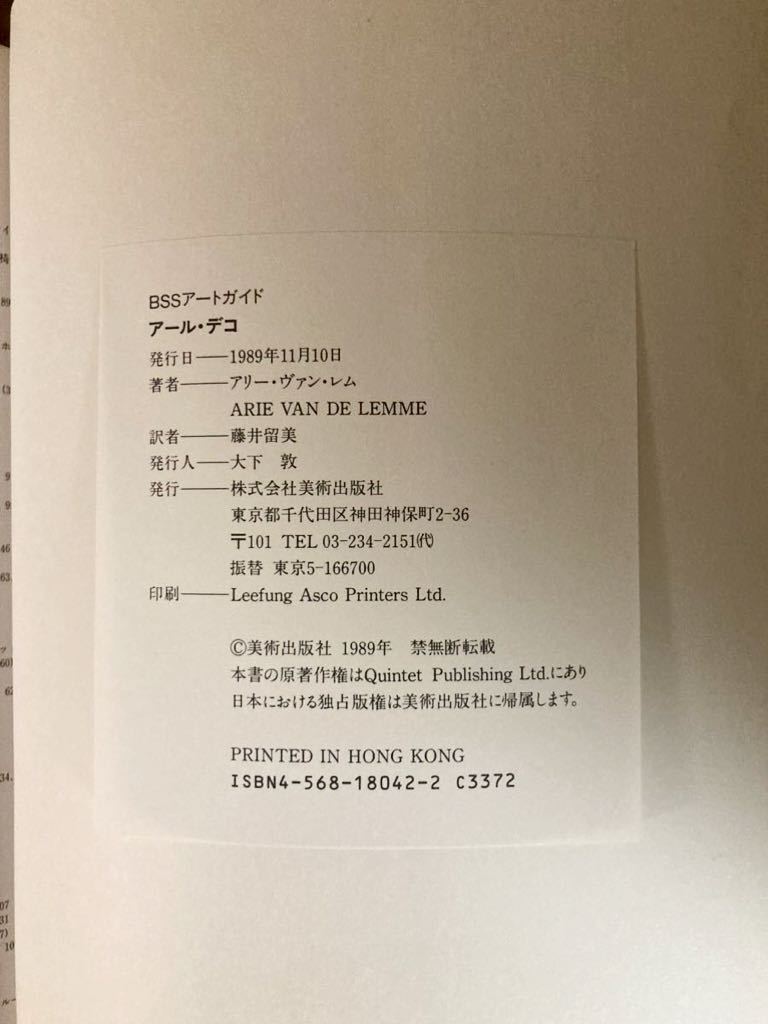 BSSアートガイド
アール・デコ
発行日——1989年11月10日
著者———アリー・ヴァン・レム
ARIE VAN DE LEMME
訳者———藤井留美
発行人——大下　敦
発行———株式会社美術出版社
東京都千代田区神田神保町2-36
〒101 TEL 03-234-2151㈹
振替 東京5-166700
印刷———Leefung Asco Printers Ltd.
©美術出版社 1989年　禁無断転載
本書の原著作権はQuintet Publishing Ltd.にあり
日本における独占版権は美術出版社に帰属します。
PRINTED IN HONG KONG
ISBN4-568-18042-2 C3372